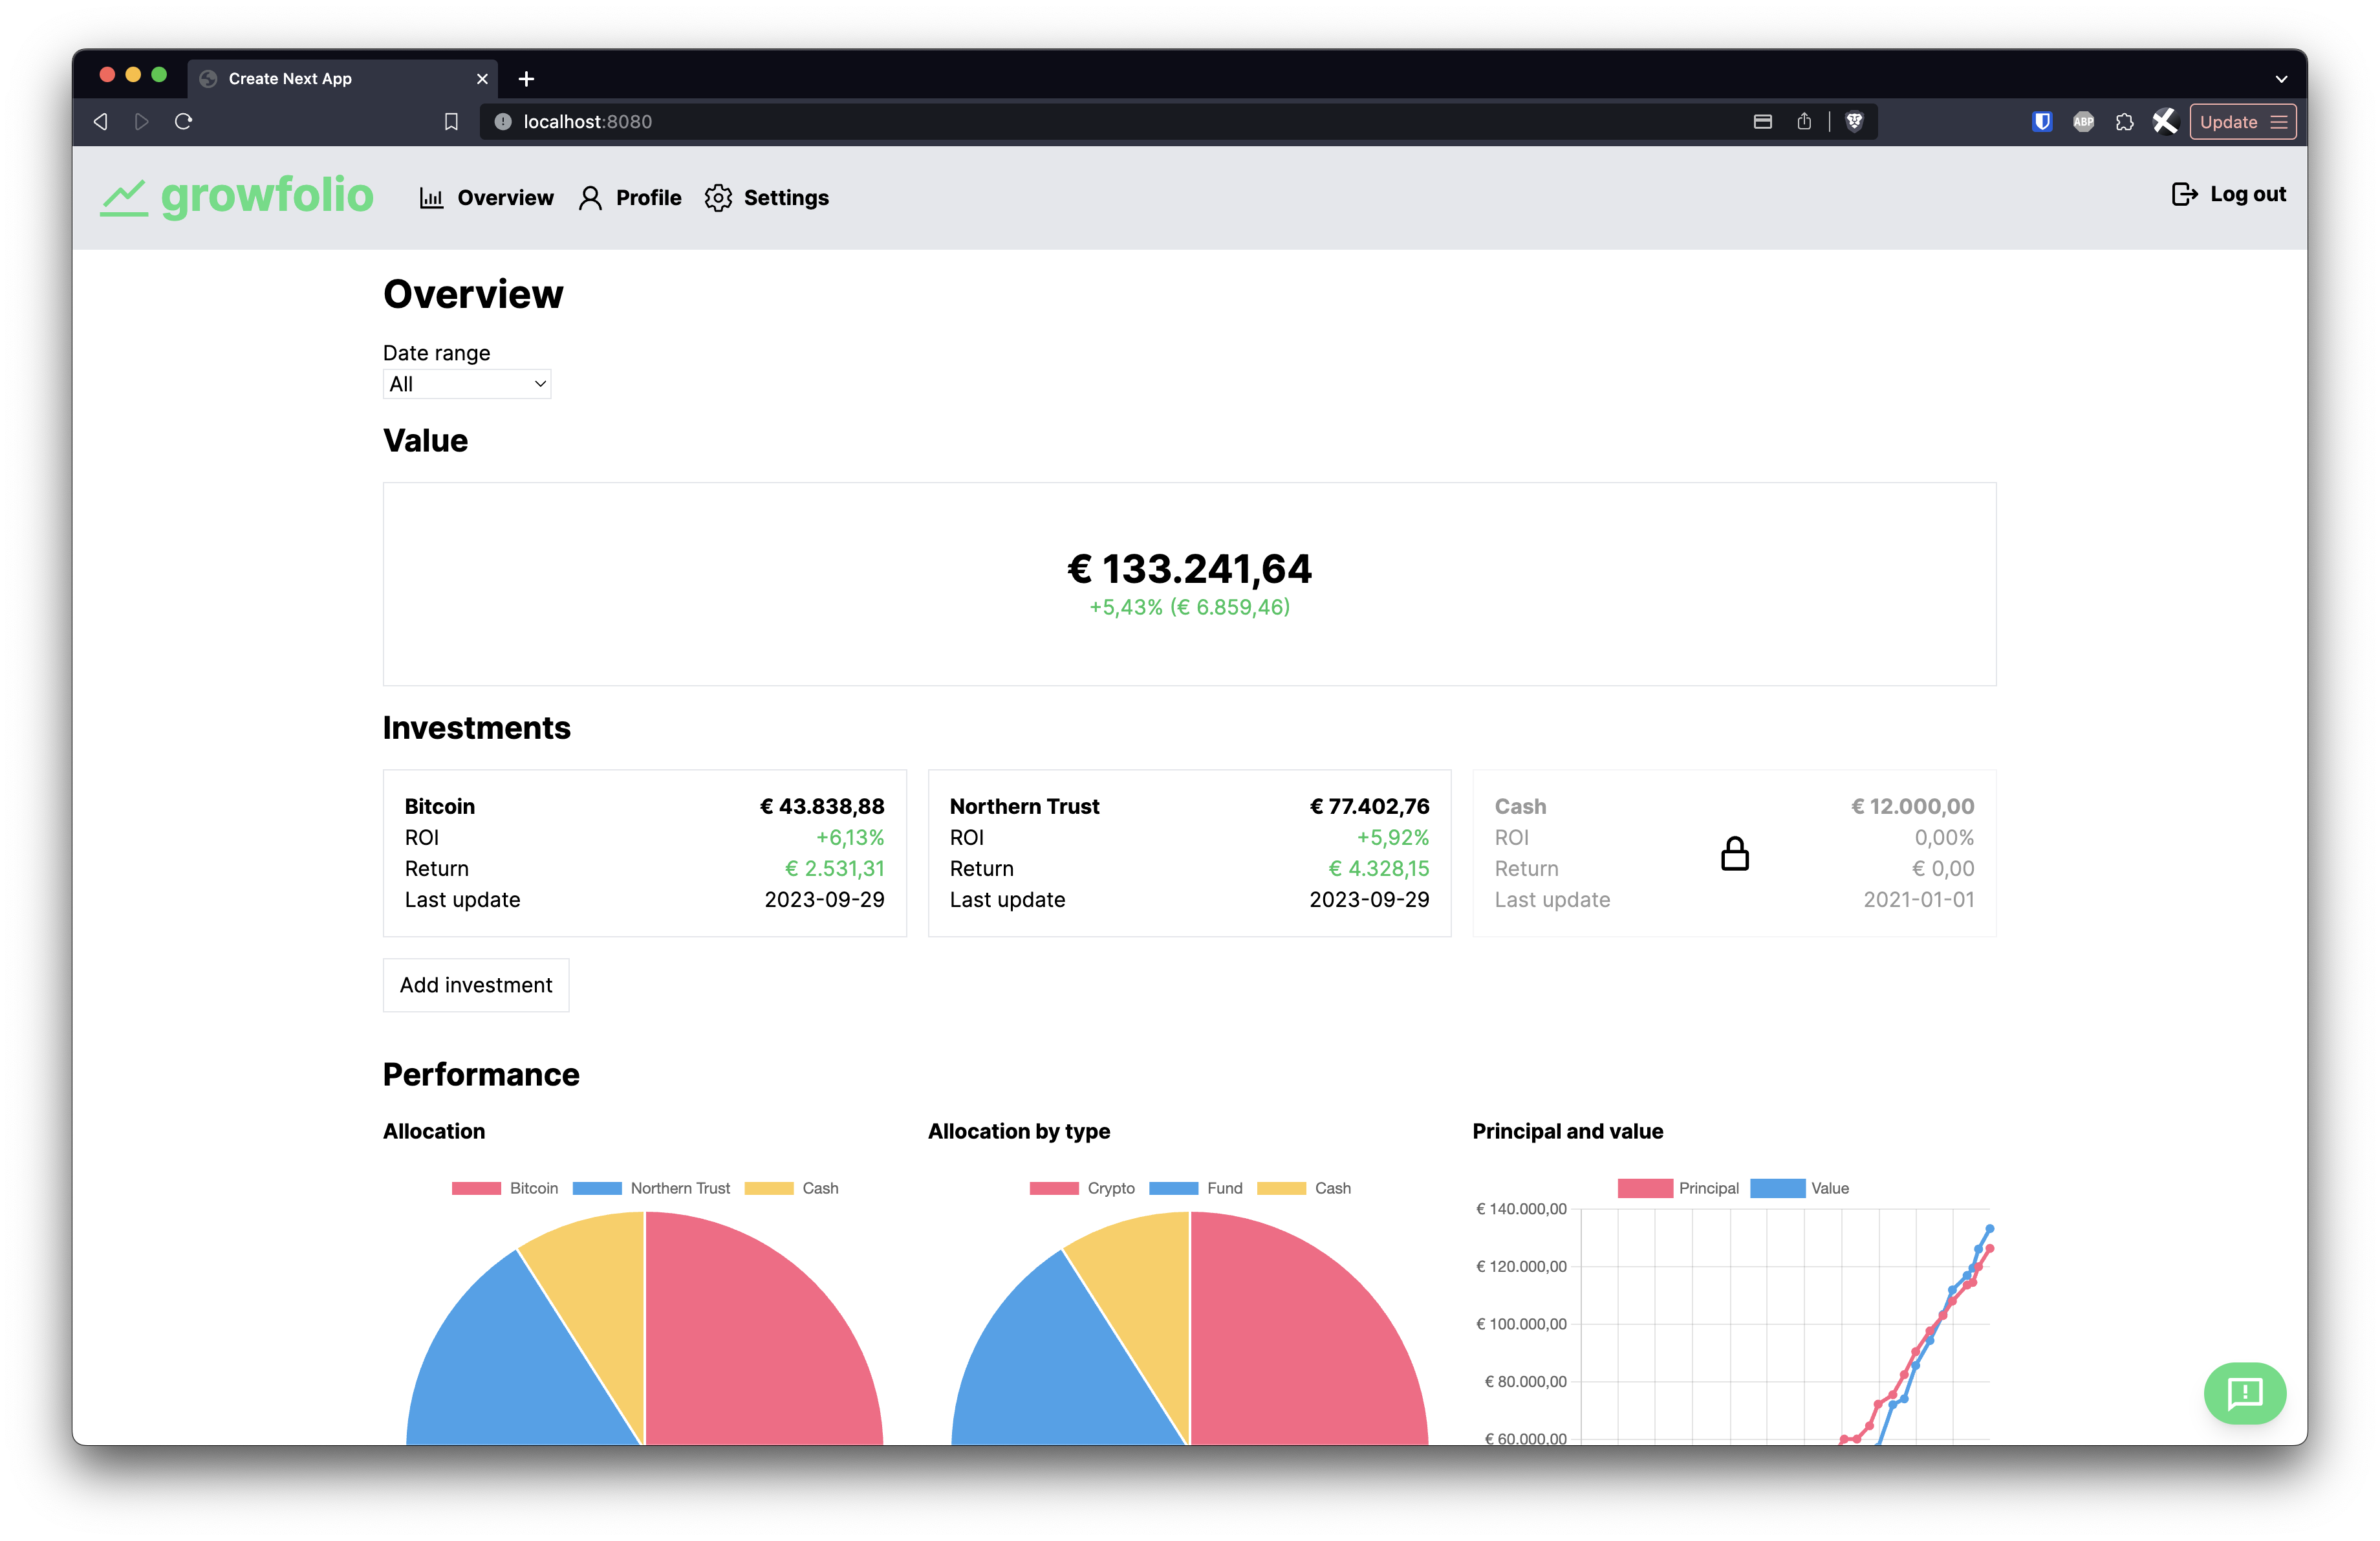 Create Next App
localhost:8080
ABP
Update
growfolio
Overview
Profile
Settings
Log out
Overview
Date range
All
Value
€ 133.241,64
+5,43% (€ 6.859,46)
Investments
Bitcoin € 43.838,88
ROI +6,13%
Return € 2.531,31
Last update 2023-09-29
Northern Trust € 77.402,76
ROI +5,92%
Return € 4.328,15
Last update 2023-09-29
Cash € 12.000,00
ROI 0,00%
Return € 0,00
Last update 2021-01-01
Add investment
Performance
Allocation
Bitcoin Northern Trust Cash
Allocation by type
Crypto Fund Cash
Principal and value
Principal Value
€ 140.000,00
€ 120.000,00
€ 100.000,00
€ 80.000,00
€ 60.000,00